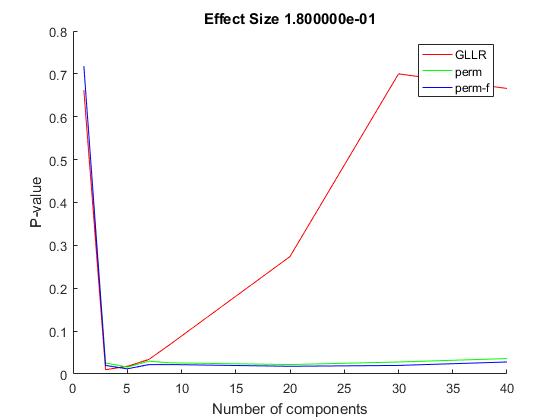 Effect Size 1.800000e-01
0.8
0.7
0.6
0.5
0.4
0.3
0.2
0.1
0
P-value
GLLR
perm
perm-f
0 5 10 15 20 25 30 35 40
Number of components